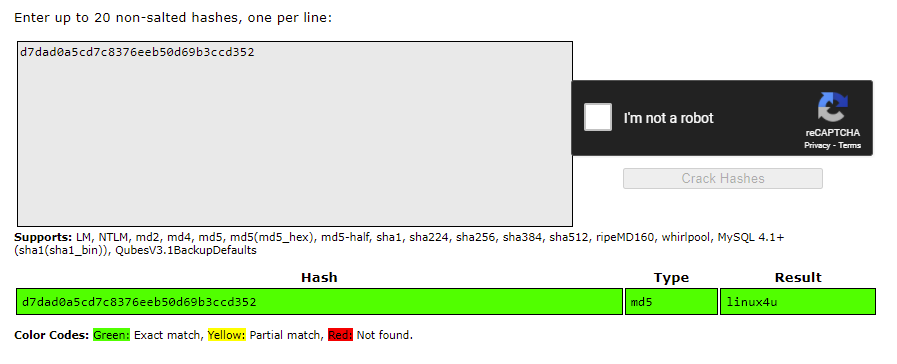 Enter up to 20 non-salted hashes, one per line:
d7dad0a5cd7c8376eeb50d69b3ccd352
I'm not a robot
reCAPTCHA
Privacy - Terms
Crack Hashes
Supports: LM, NTLM, md2, md4, md5, md5(md5_hex), md5-half, sha1, sha224, sha256, sha384, sha512, ripeMD160, whirlpool, MySQL 4.1+
(sha1(sha1_bin)), QubesV3.1BackupDefaults
Hash Type Result
d7dad0a5cd7c8376eeb50d69b3ccd352 md5 linux4u
Color Codes: Green: Exact match, Yellow: Partial match, Red: Not found.